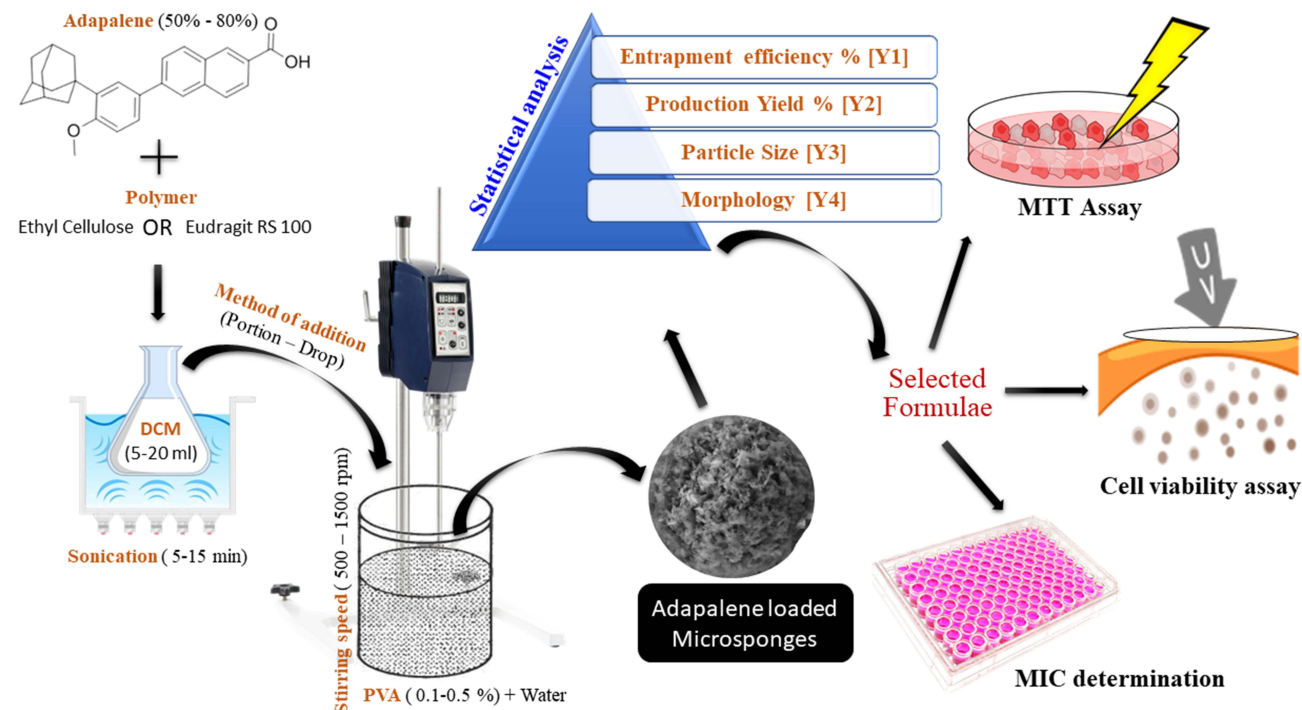 Adapalene (50% - 80%)
O
OH
O
+
Polymer
Ethyl Cellulose OR Eudragit RS 100
DCM
(5-20 ml)
Sonication ( 5-15 min)
Method of addition
(Portion – Drop)
Stirring speed ( 500 – 1500 rpm)
PVA ( 0.1-0.5 %) + Water
Statistical analysis
Entrapment efficiency % [Y1]
Production Yield % [Y2]
Particle Size [Y3]
Morphology [Y4]
Adapalene loaded
Microsponges
Selected
Formulae
MTT Assay
UV
Cell viability assay
MIC determination